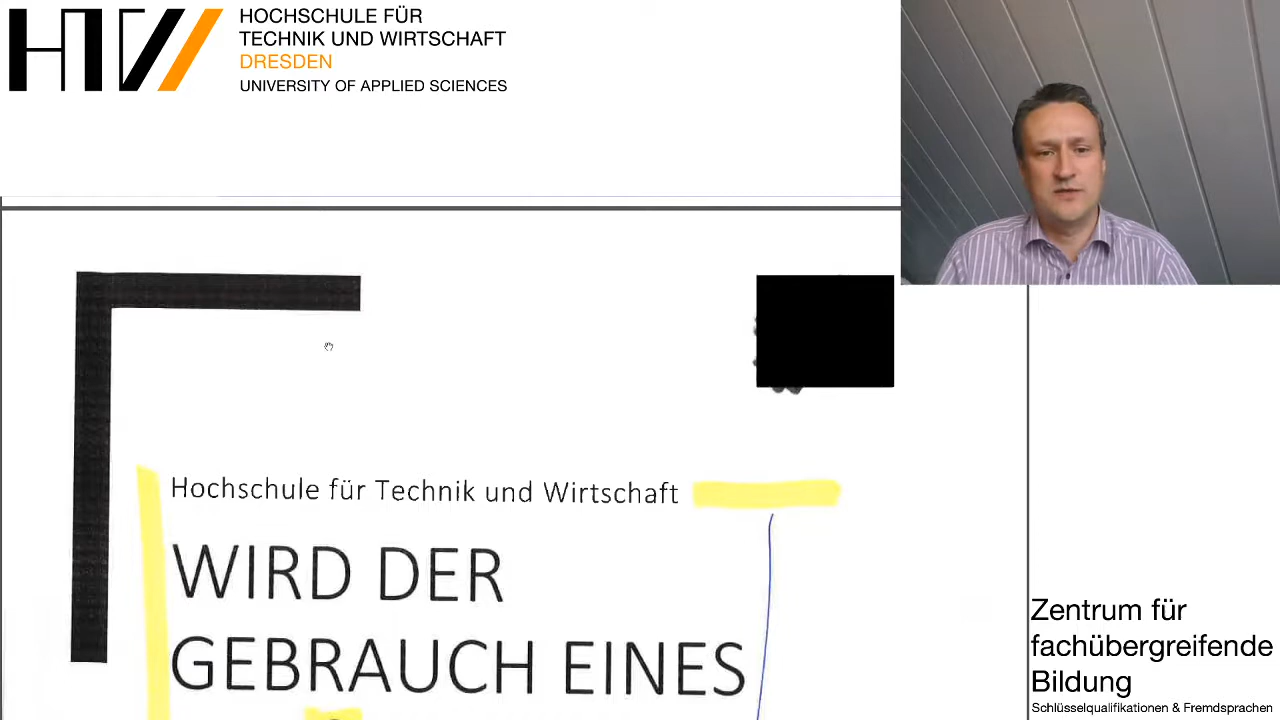 HTW
HOCHSCHULE FÜR
TECHNIK UND WIRTSCHAFT
DRESDEN
UNIVERSITY OF APPLIED SCIENCES
Hochschule für Technik und Wirtschaft
WIRD DER
GEBRAUCH EINES
Zentrum für
fachübergreifende
Bildung
Schlüsselqualifikationen & Fremdsprachen